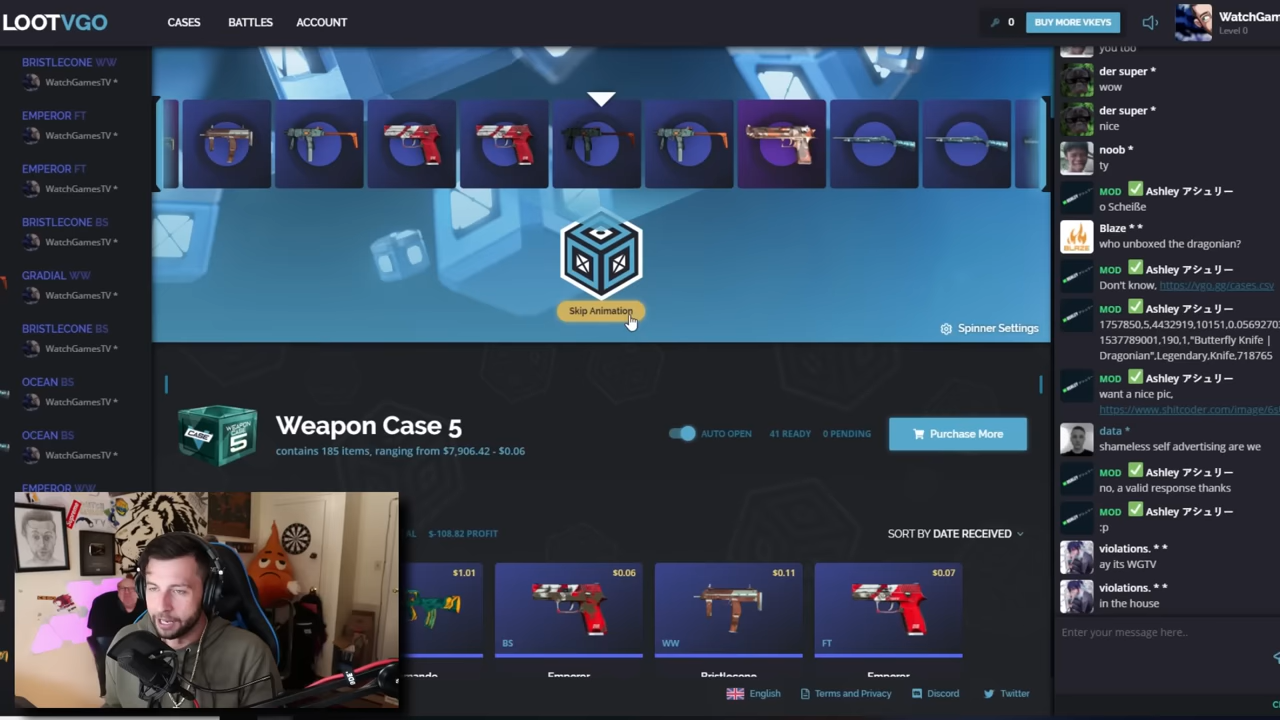 LOOTVGO
CASES
BATTLES
ACCOUNT
0
BUY MORE VKEYS
WatchGam
Level 0
BRISTLECONE WW
WatchGamesTV *
EMPEROR FT
WatchGamesTV *
EMPEROR FT
WatchGamesTV *
BRISTLECONE BS
WatchGamesTV *
GRADIAL WW
WatchGamesTV *
BRISTLECONE BS
WatchGamesTV *
OCEAN BS
WatchGamesTV *
OCEAN BS
WatchGamesTV *
EMPEROR WW
Skip Animation
Spinner Settings
CASE
WEAPON CASE 5
Weapon Case 5
contains 185 items, ranging from $7,906.42 - $0.06
AUTO OPEN
41 READY
0 PENDING
Purchase More
$-108.82 PROFIT
SORT BY DATE RECEIVED
$1.01
$0.06
BS
Emperor
$0.11
WW
Bristlecone
$0.07
FT
Emperor
English
Terms and Privacy
Discord
Twitter
you too
der super *
wow
der super *
nice
noob *
ty
MOD ✅ Ashley アシュリー
o Scheiße
Blaze * *
who unboxed the dragonian?
MOD ✅ Ashley アシュリー
Don't know, https://vgo.gg/cases.csv
MOD ✅ Ashley アシュリー
1757850,5,4432919,10151,0.0569270
1537789001,190,1,"Butterfly Knife |
Dragonian",Legendary,Knife,718765
MOD ✅ Ashley アシュリー
want a nice pic,
https://www.shitcoder.com/image/6s
data *
shameless self advertising are we
MOD ✅ Ashley アシュリー
no, a valid response thanks
MOD ✅ Ashley アシュリー
:p
violations. * *
ay its WGTV
violations. * *
in the house
Enter your message here..